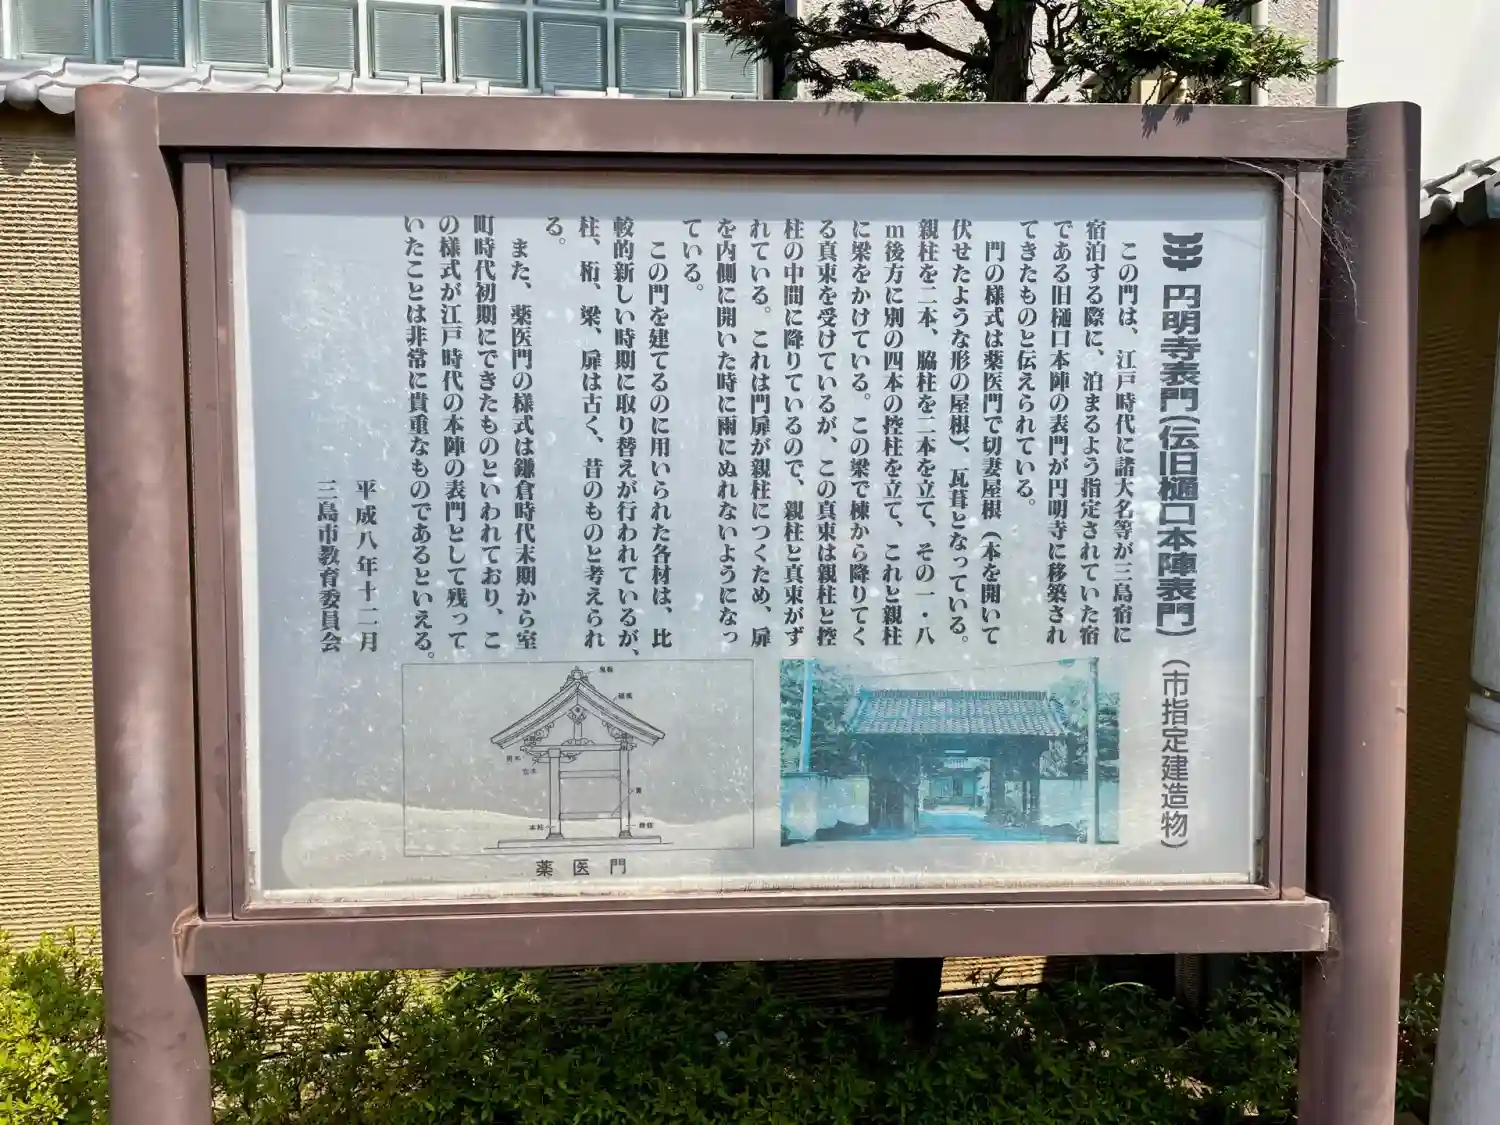 円明寺表門(伝旧樋口本陣表門)(市指定建造物)
この門は、江戸時代に諸大名等が三島宿に
宿泊する際に、泊まるよう指定されていた宿
である旧樋口本陣の表門が円明寺に移築され
てきたものと伝えられている。
門の様式は薬医門で切妻屋根(本を開いて
伏せたような形の屋根)、瓦葺となっている。
親柱を二本、脇柱を二本を立て、その一・八
m後方に別の四本の控柱を立て、これと親柱
に梁をかけている。この梁で棟から降りてく
る真束を受けているが、この真束は親柱と控
柱の中間に降りているので、親柱と真束がず
れている。これは門扉が親柱につくため、扉
を内側に開いた時に雨にぬれないようになっ
ている。
この門を建てるのに用いられた各材は、比
較的新しい時期に取り替えが行われているが、
柱、桁、梁、扉は古く、昔のものと考えられ
る。
また、薬医門の様式は鎌倉時代末期から室
町時代初期にできたものといわれており、こ
の様式が江戸時代の本陣の表門として残って
いたことは非常に貴重なものであるといえる。
平成八年十二月
三島市教育委員会
薬医門